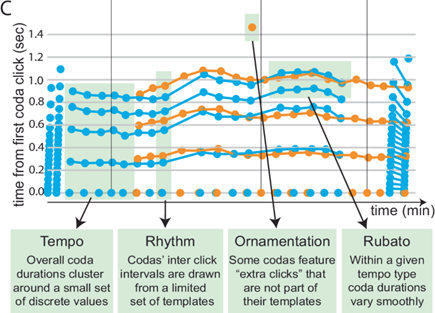 C
time from first coda click (sec)
1.4
1.2
1.0
0.8
0.6
0.4
0.2
0.0
time (min)
Tempo
Overall coda
durations cluster
around a small set
of discrete values
Rhythm
Codas' inter click
intervals are drawn
from a limited
set of templates
Ornamentation
Some codas feature
"extra clicks" that
are not part of
their templates
Rubato
Within a given
tempo type
coda durations
vary smoothly